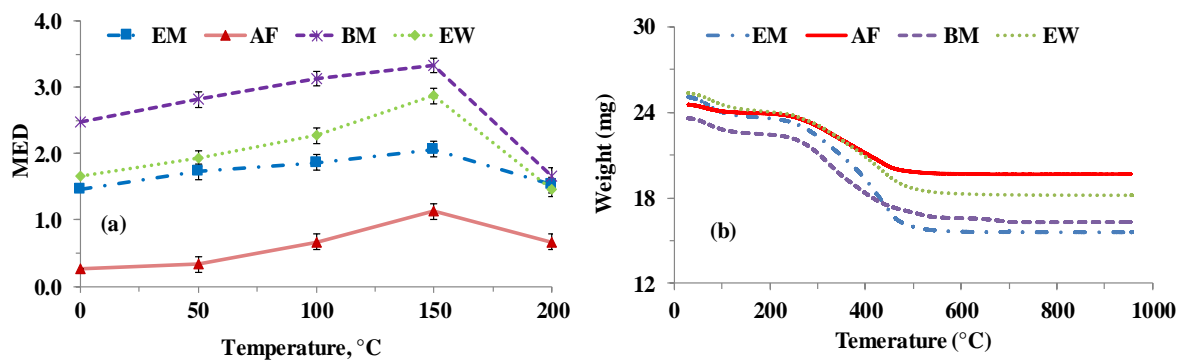 4.0
EM AF BM EW
3.0
2.0
1.0
0.0
MED
(a)
0 50 100 150 200
Temperature, °C
30
EM AF BM EW
24
18
12
Weight (mg)
(b)
0 200 400 600 800 1000
Temerature (°C)